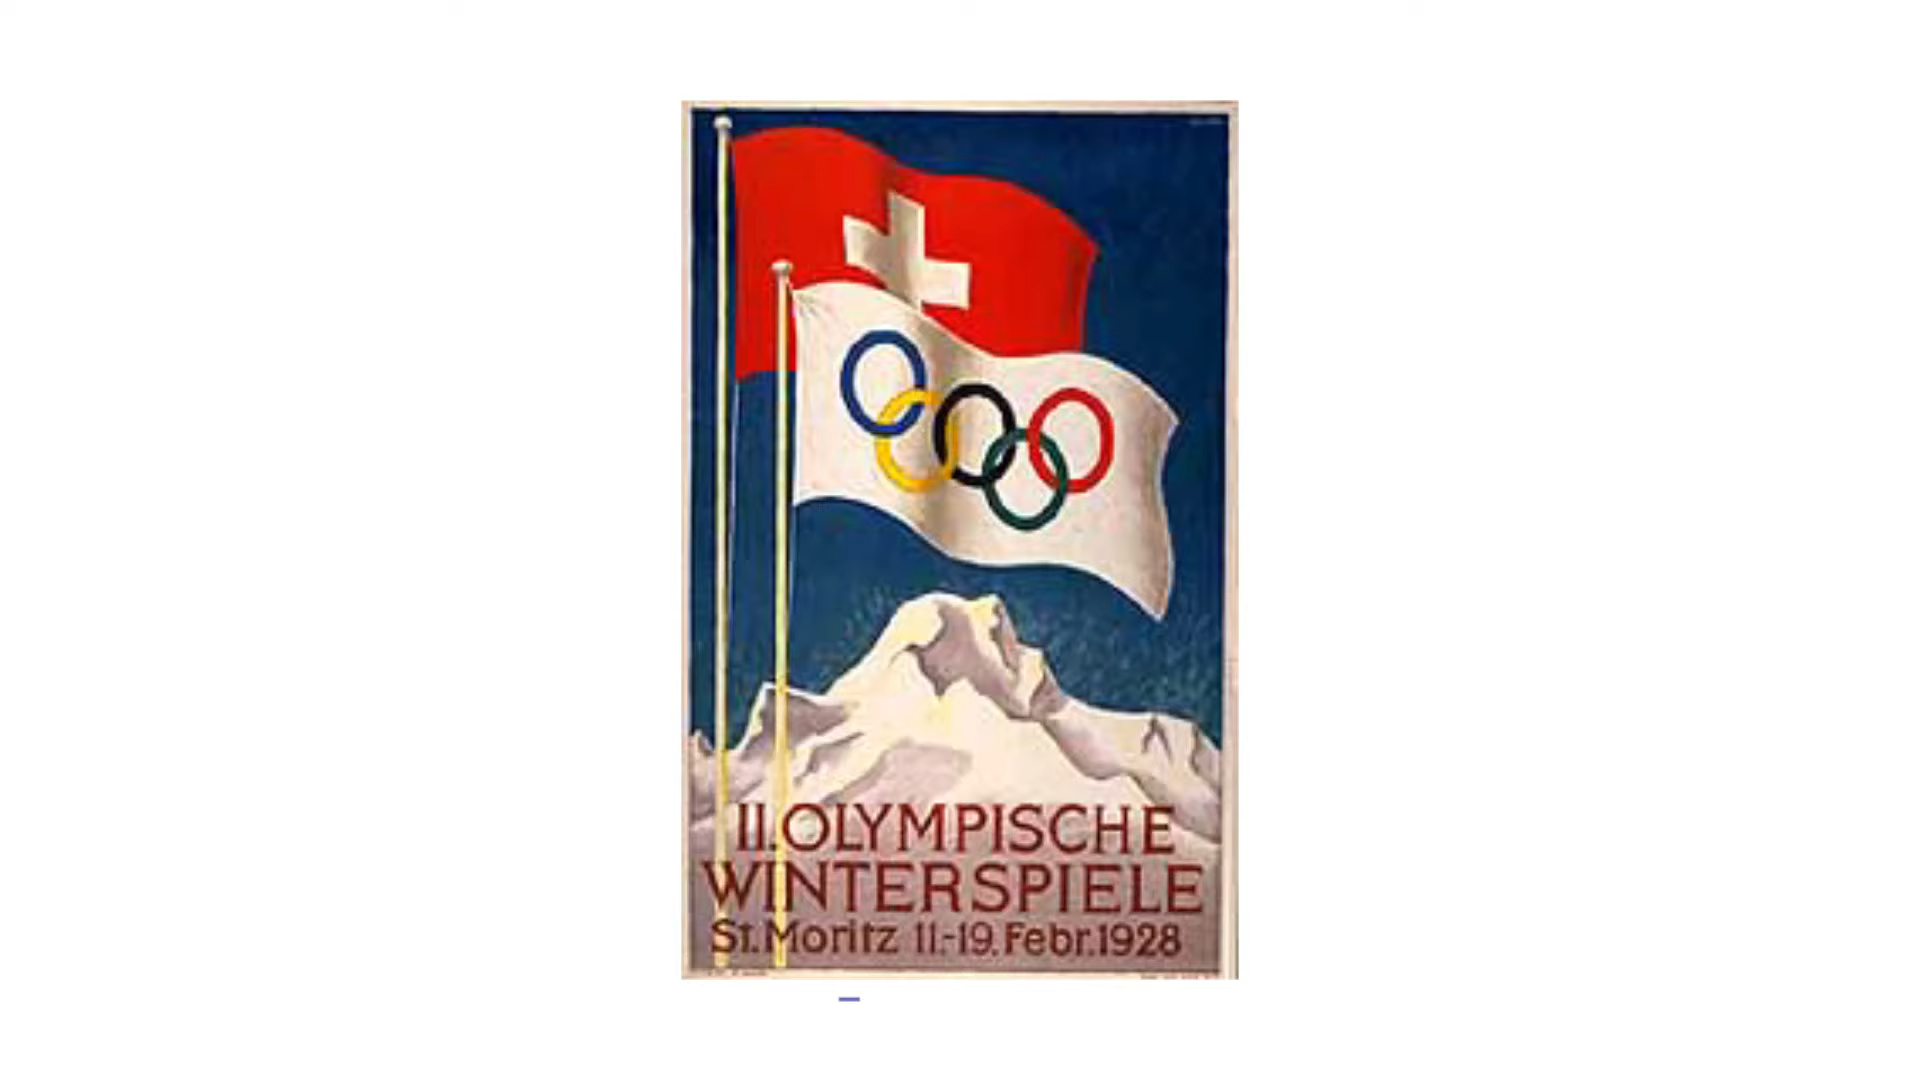 II. OLYMPISCHE
WINTERSPIELE
St. Moritz 11.-19. Febr. 1928